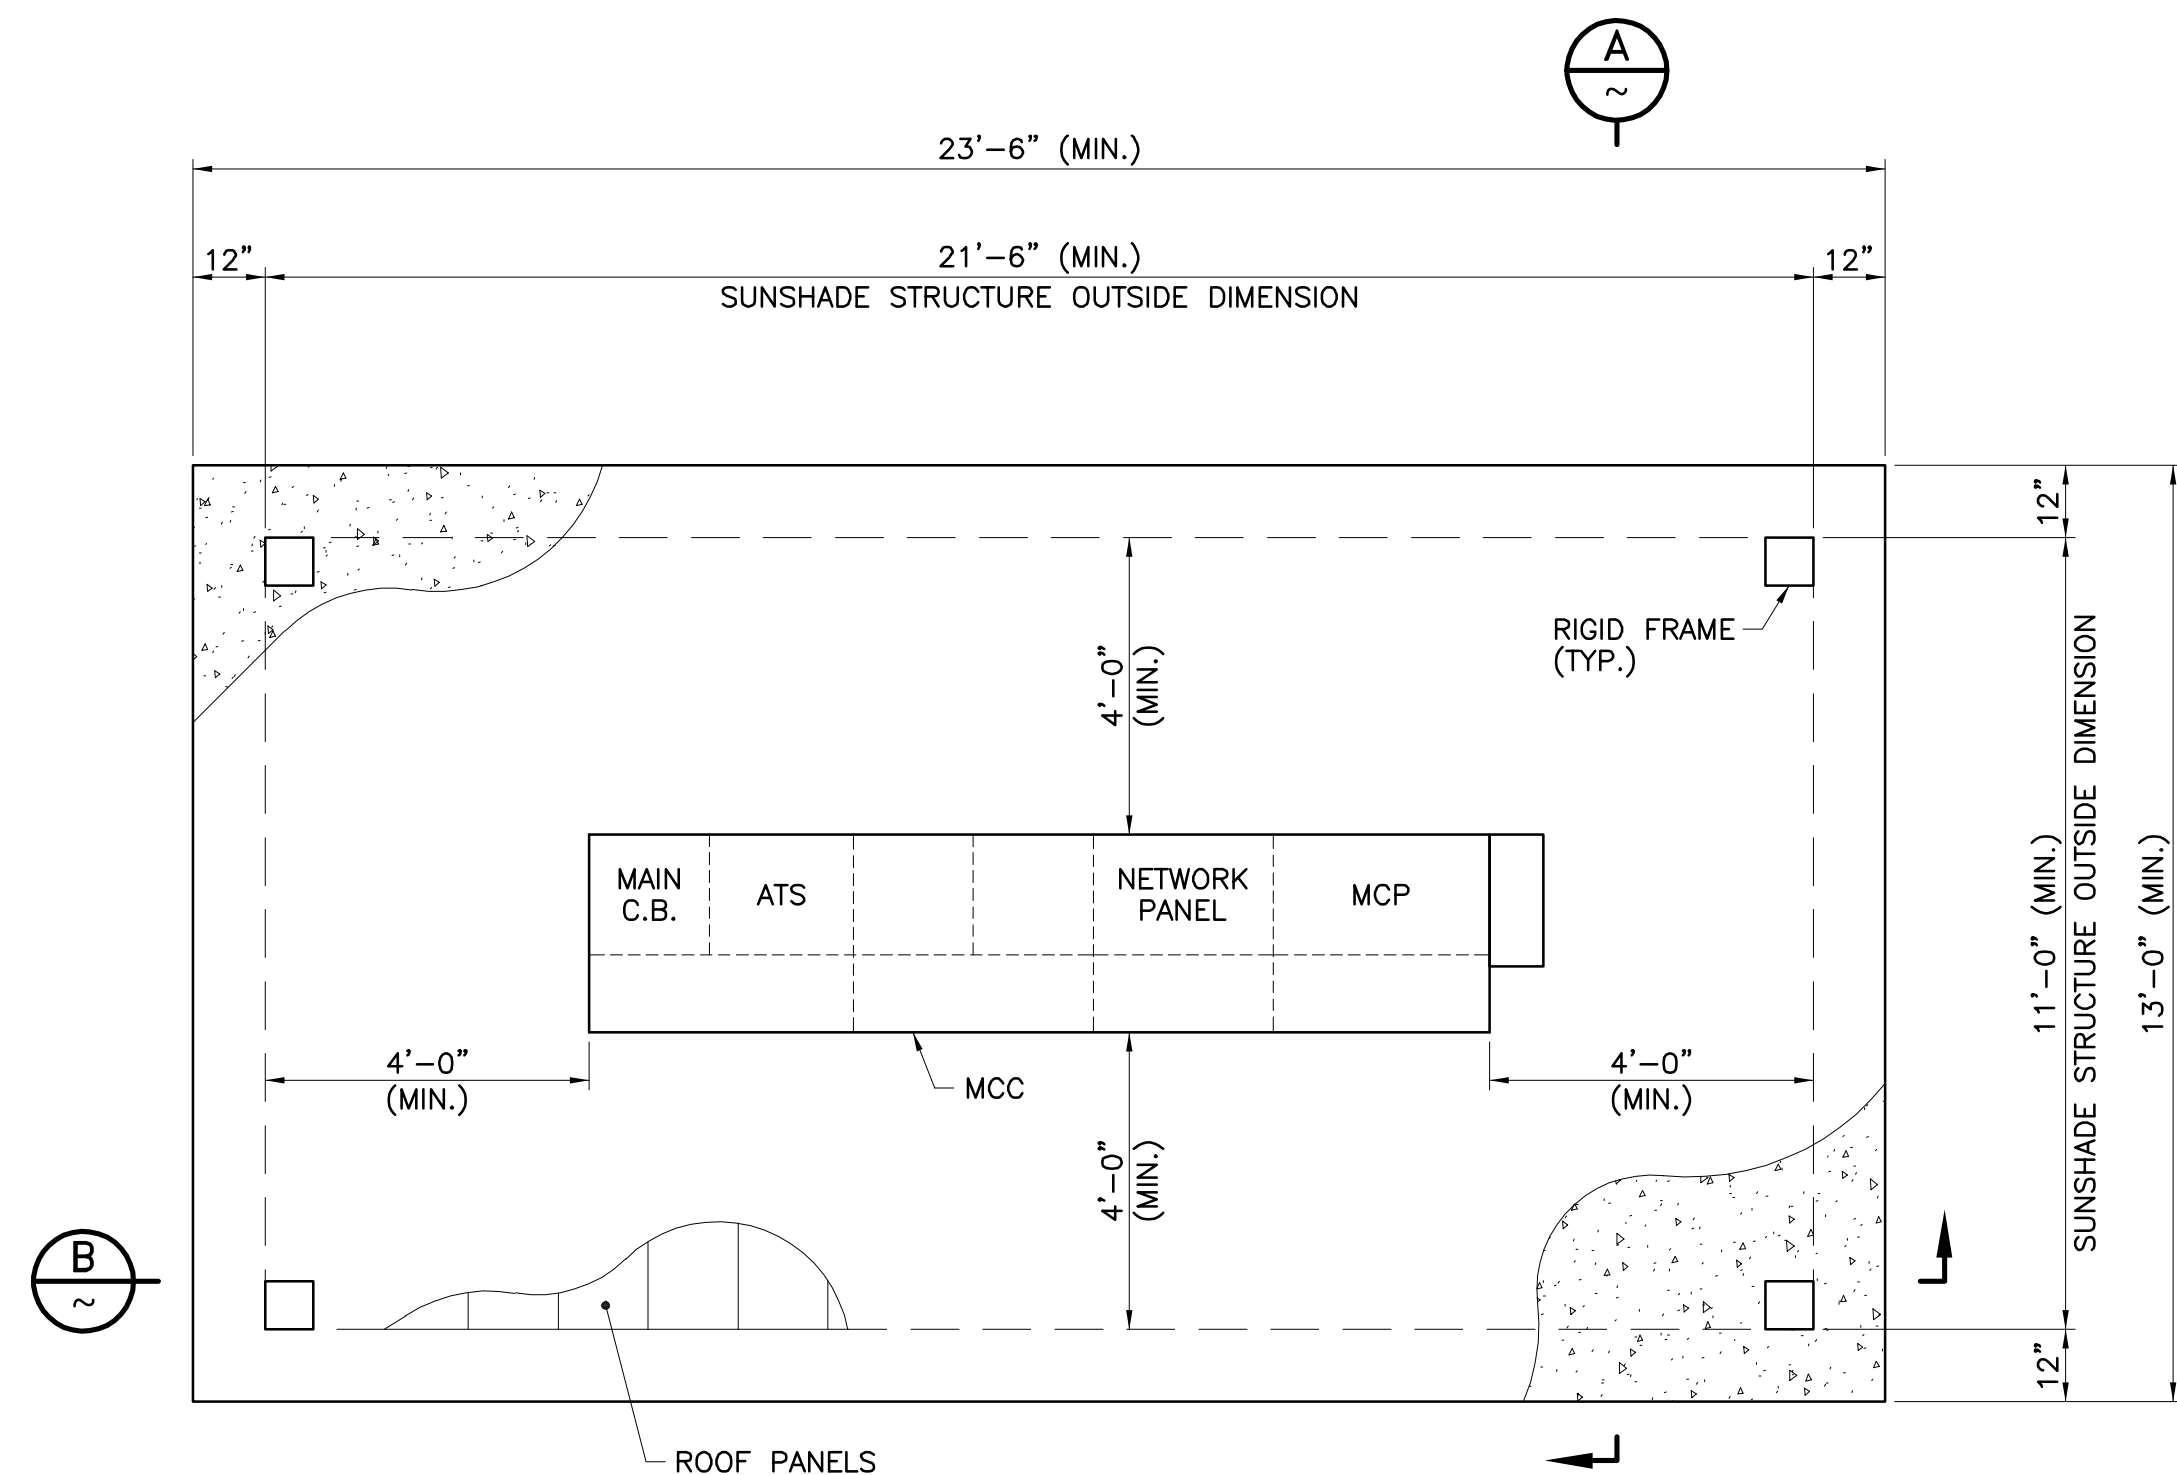 A
~
23'-6" (MIN.)
12"
21'-6" (MIN.)
12"
SUNSHADE STRUCTURE OUTSIDE DIMENSION
12"
RIGID FRAME
(TYP.)
4'-0"
(MIN.)
MAIN
C.B.
ATS
NETWORK
PANEL
MCP
11'-0" (MIN.)
SUNSHADE STRUCTURE OUTSIDE DIMENSION
13'-0" (MIN.)
4'-0"
(MIN.)
MCC
4'-0"
(MIN.)
4'-0"
(MIN.)
B
~
12"
ROOF PANELS